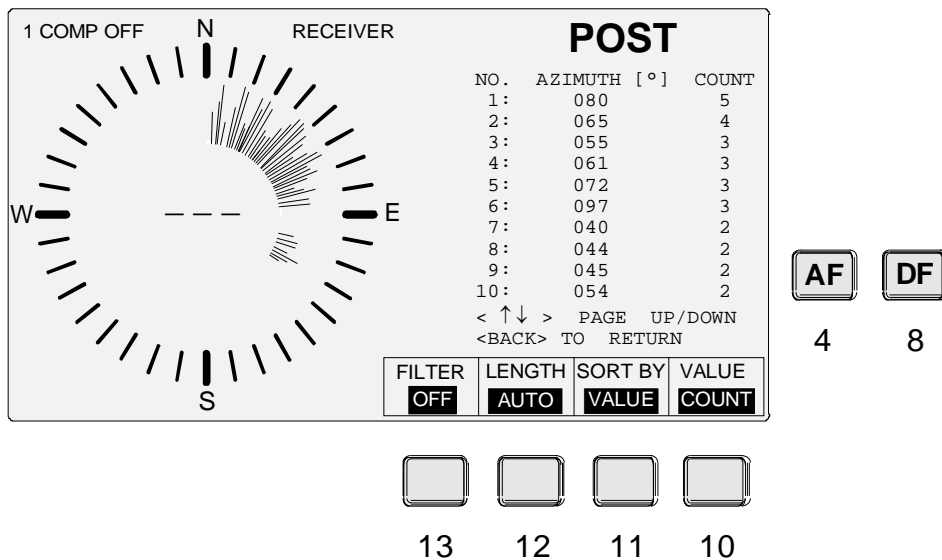 1 COMP OFF
N
RECEIVER
POST
NO. AZIMUTH [°] COUNT
1: 080 5
2: 065 4
3: 055 3
4: 061 3
5: 072 3
6: 097 3
7: 040 2
8: 044 2
9: 045 2
10: 054 2
< ↑↓ > PAGE UP/DOWN
<BACK> TO RETURN
W
– – –
E
S
FILTER LENGTH SORT BY VALUE
OFF AUTO VALUE COUNT
AF DF
4 8
13 12 11 10